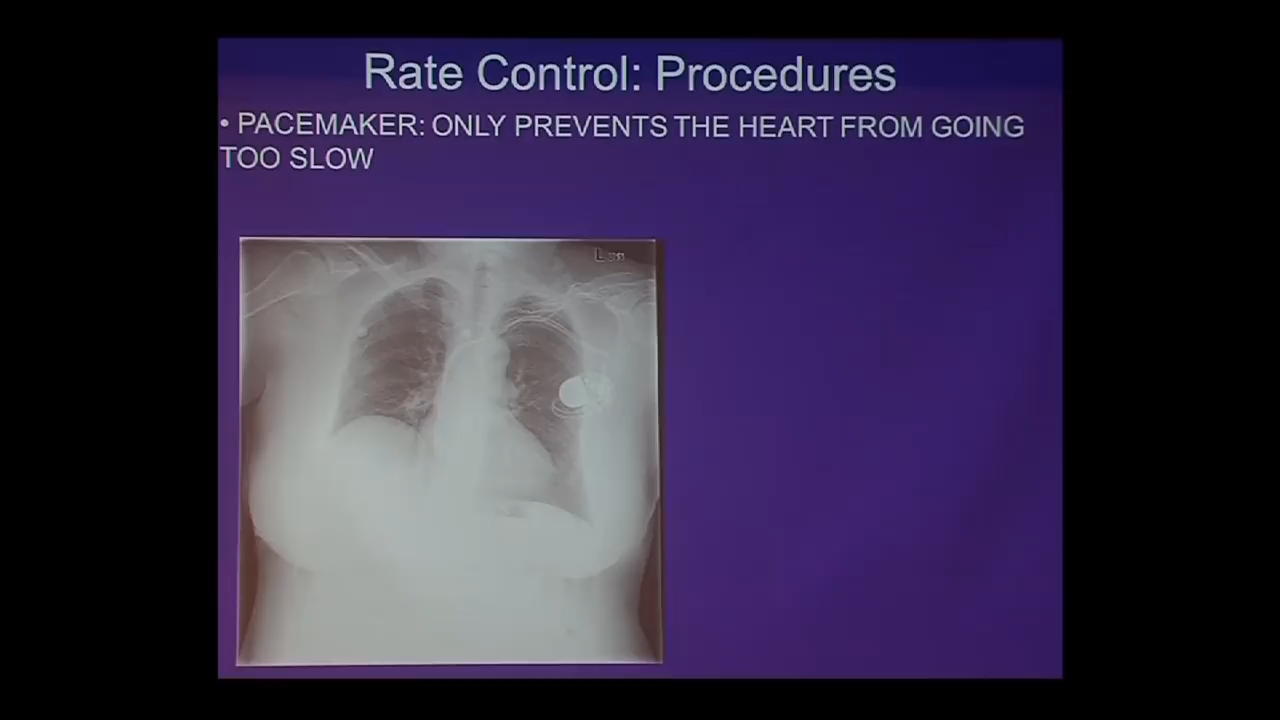 Rate Control: Procedures
• PACEMAKER: ONLY PREVENTS THE HEART FROM GOING
TOO SLOW
L